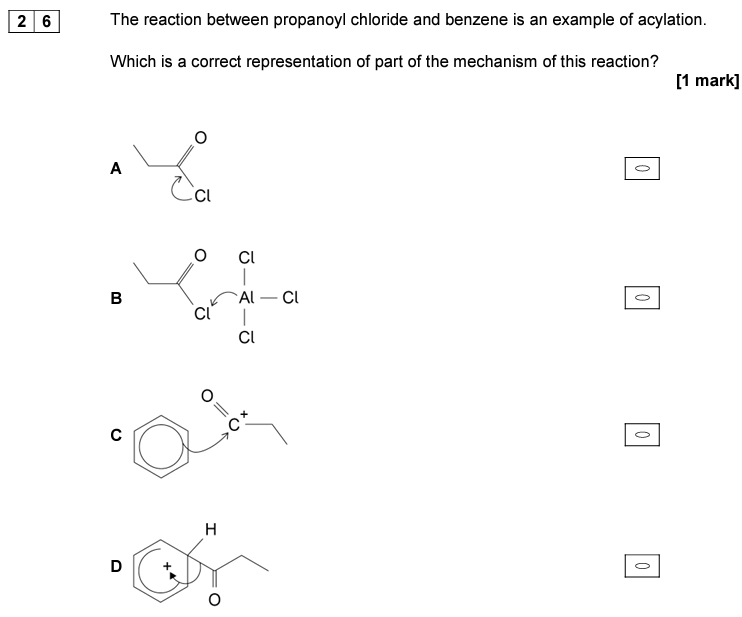 2 6 The reaction between propanoyl chloride and benzene is an example of acylation.
Which is a correct representation of part of the mechanism of this reaction?
[1 mark]
O
A
Cl
O Cl
B Cl Al Cl
Cl
O
C C+
H
D +
O